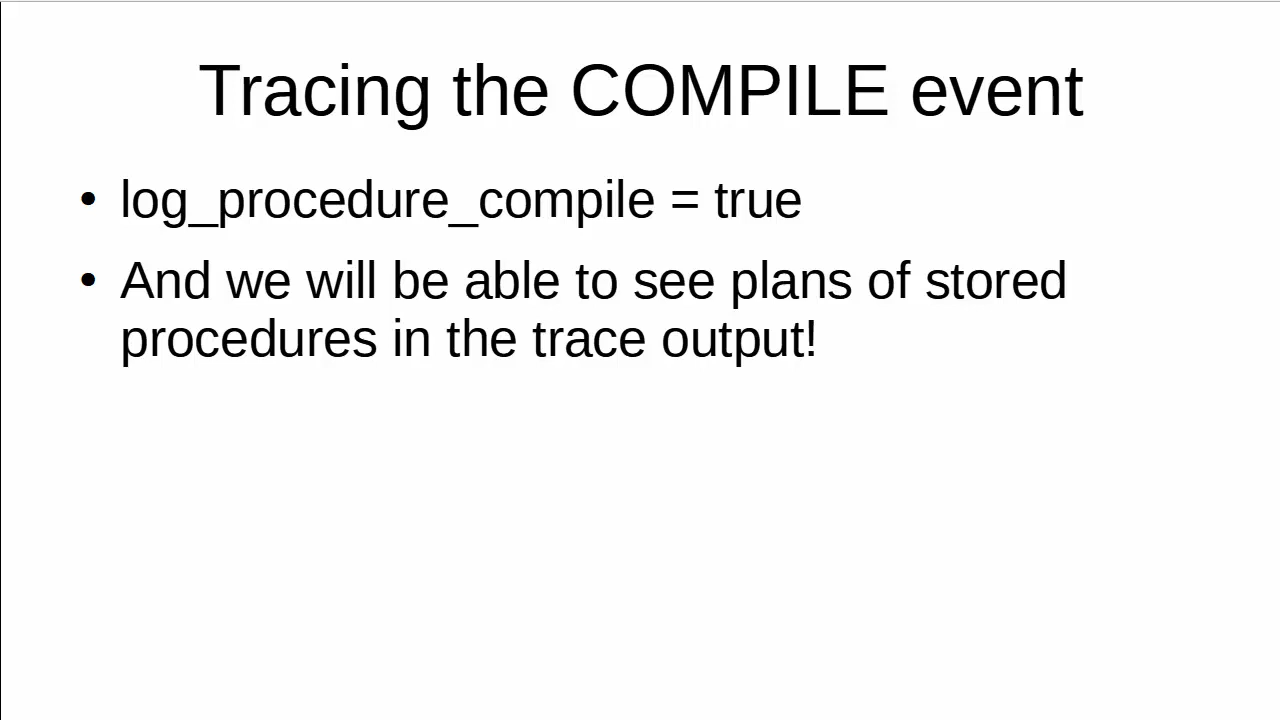 Tracing the COMPILE event
• log_procedure_compile = true
• And we will be able to see plans of stored
procedures in the trace output!